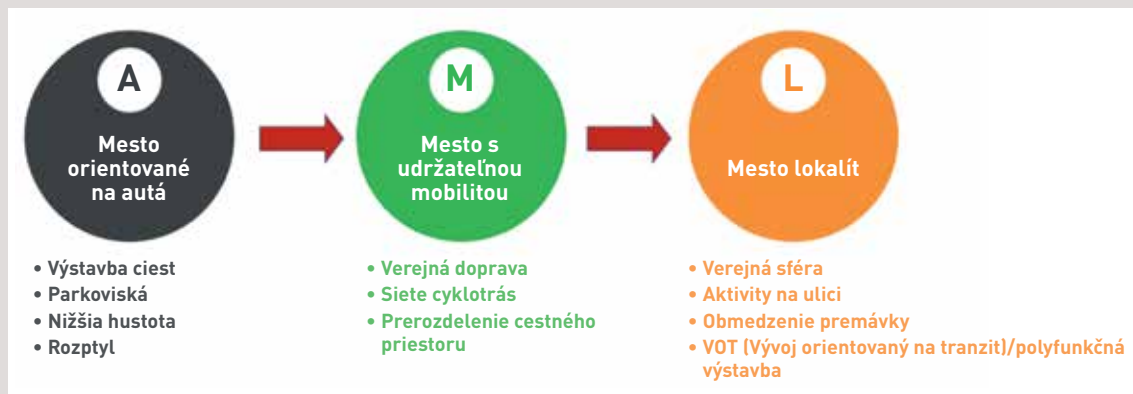 A
Mesto
orientované
na autá
• Výstavba ciest
• Parkoviská
• Nižšia hustota
• Rozptyl
M
Mesto s
udržateľnou
mobilitou
• Verejná doprava
• Siete cyklotrás
• Prerozdelenie cestného
priestoru
L
Mesto lokalít
• Verejná sféra
• Aktivity na ulici
• Obmedzenie premávky
• VOT (Vývoj orientovaný na tranzit)/polyfunkčná
výstavba